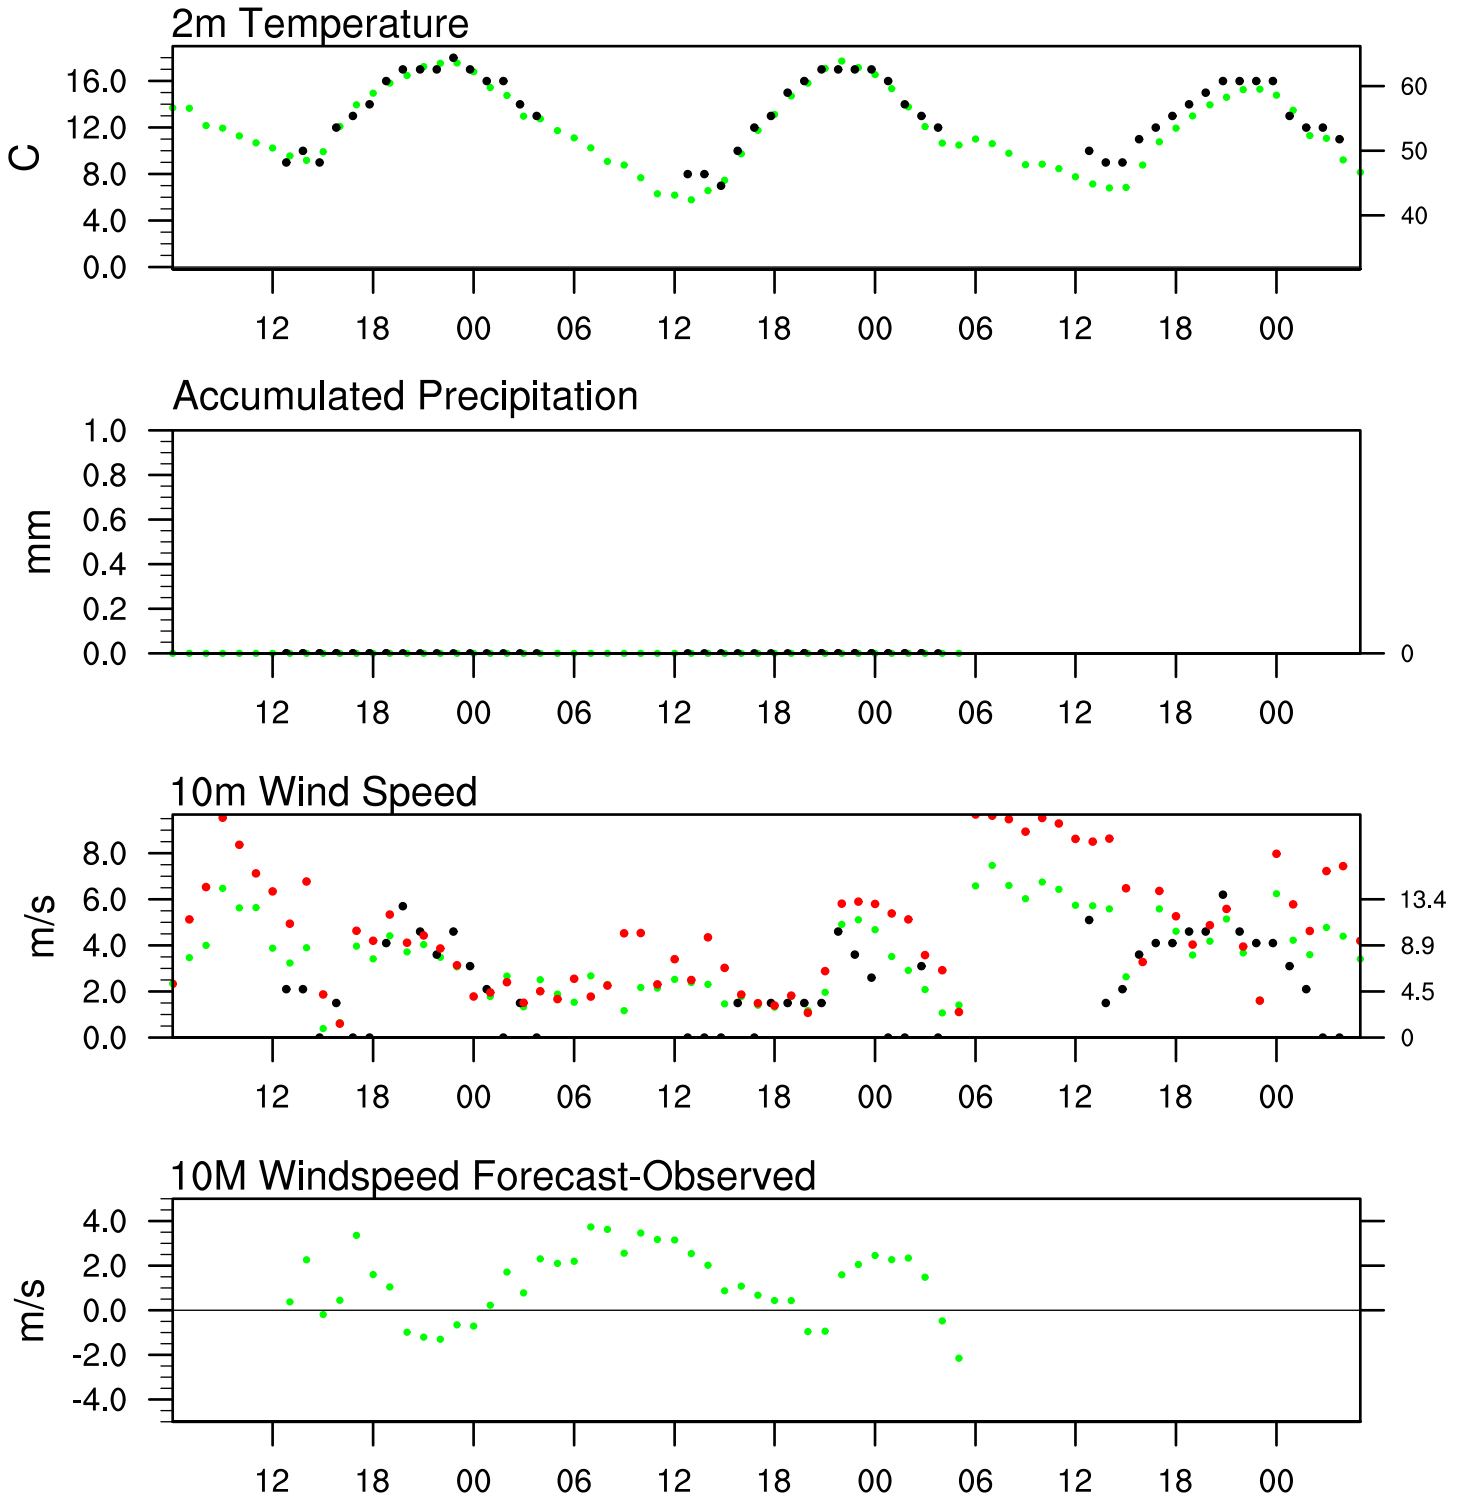 2m Temperature
16.0
12.0
8.0
4.0
0.0
C
60
50
40
12 18 00 06 12 18 00 06 12 18 00
Accumulated Precipitation
1.0
0.8
0.6
0.4
0.2
0.0
mm
0
12 18 00 06 12 18 00 06 12 18 00
10m Wind Speed
8.0
6.0
4.0
2.0
0.0
m/s
13.4
8.9
4.5
0
12 18 00 06 12 18 00 06 12 18 00
10M Windspeed Forecast-Observed
4.0
2.0
0.0
-2.0
-4.0
m/s
12 18 00 06 12 18 00 06 12 18 00